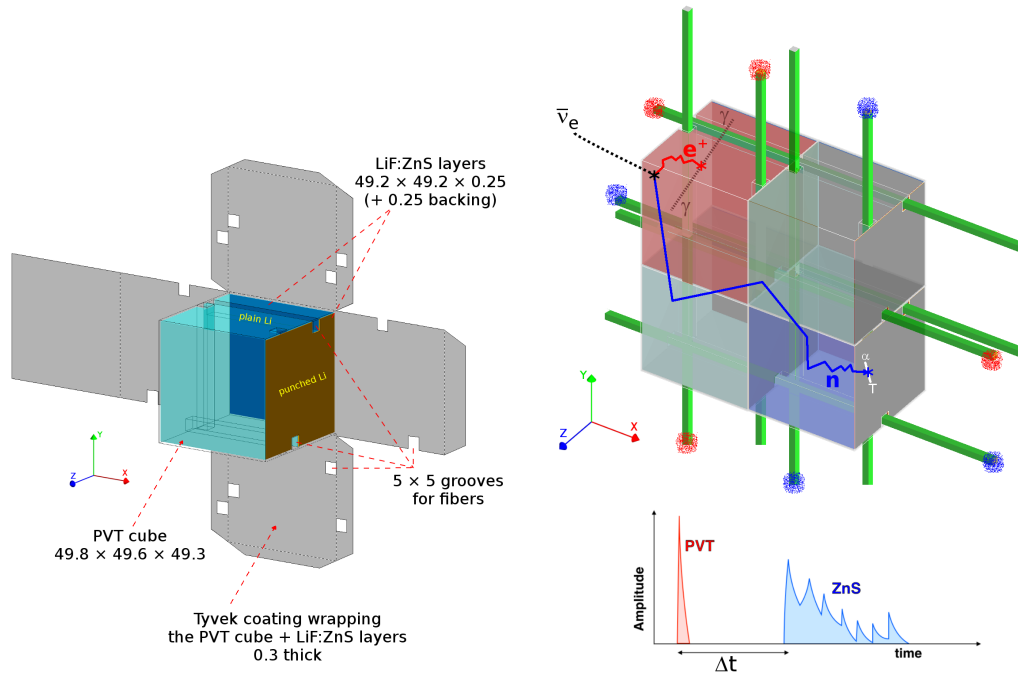 LiF:ZnS layers
49.2 × 49.2 × 0.25
(+ 0.25 backing)
plain Li
punched Li
Y
Z
X
5 × 5 grooves
for fibers
PVT cube
49.8 × 49.6 × 49.3
Tyvek coating wrapping
the PVT cube + LiF:ZnS layers
0.3 thick
ν̅e
e+
γ
γ
n
α
T
Y
Z
X
Amplitude
PVT
ZnS
time
Δt